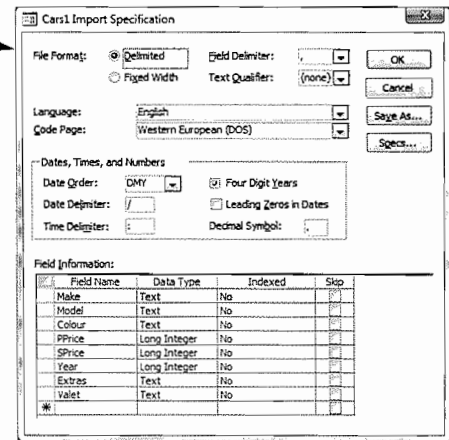 Cars1 Import Specification
File Format: Delimited Field Delimiter: , OK
Fixed Width Text Qualifier: {none} Cancel
Language: English Save As...
Code Page: Western European (DOS) Specs...
Dates, Times, and Numbers
Date Order: DMY Four Digit Years
Date Delimiter: / Leading Zeros in Dates
Time Delimiter: : Decimal Symbol: .
Field Information:
Field Name Data Type Indexed Skip
Make Text No
Model Text No
Colour Text No
PPrice Long Integer No
SPrice Long Integer No
Year Long Integer No
Extras Text No
Valet Text No